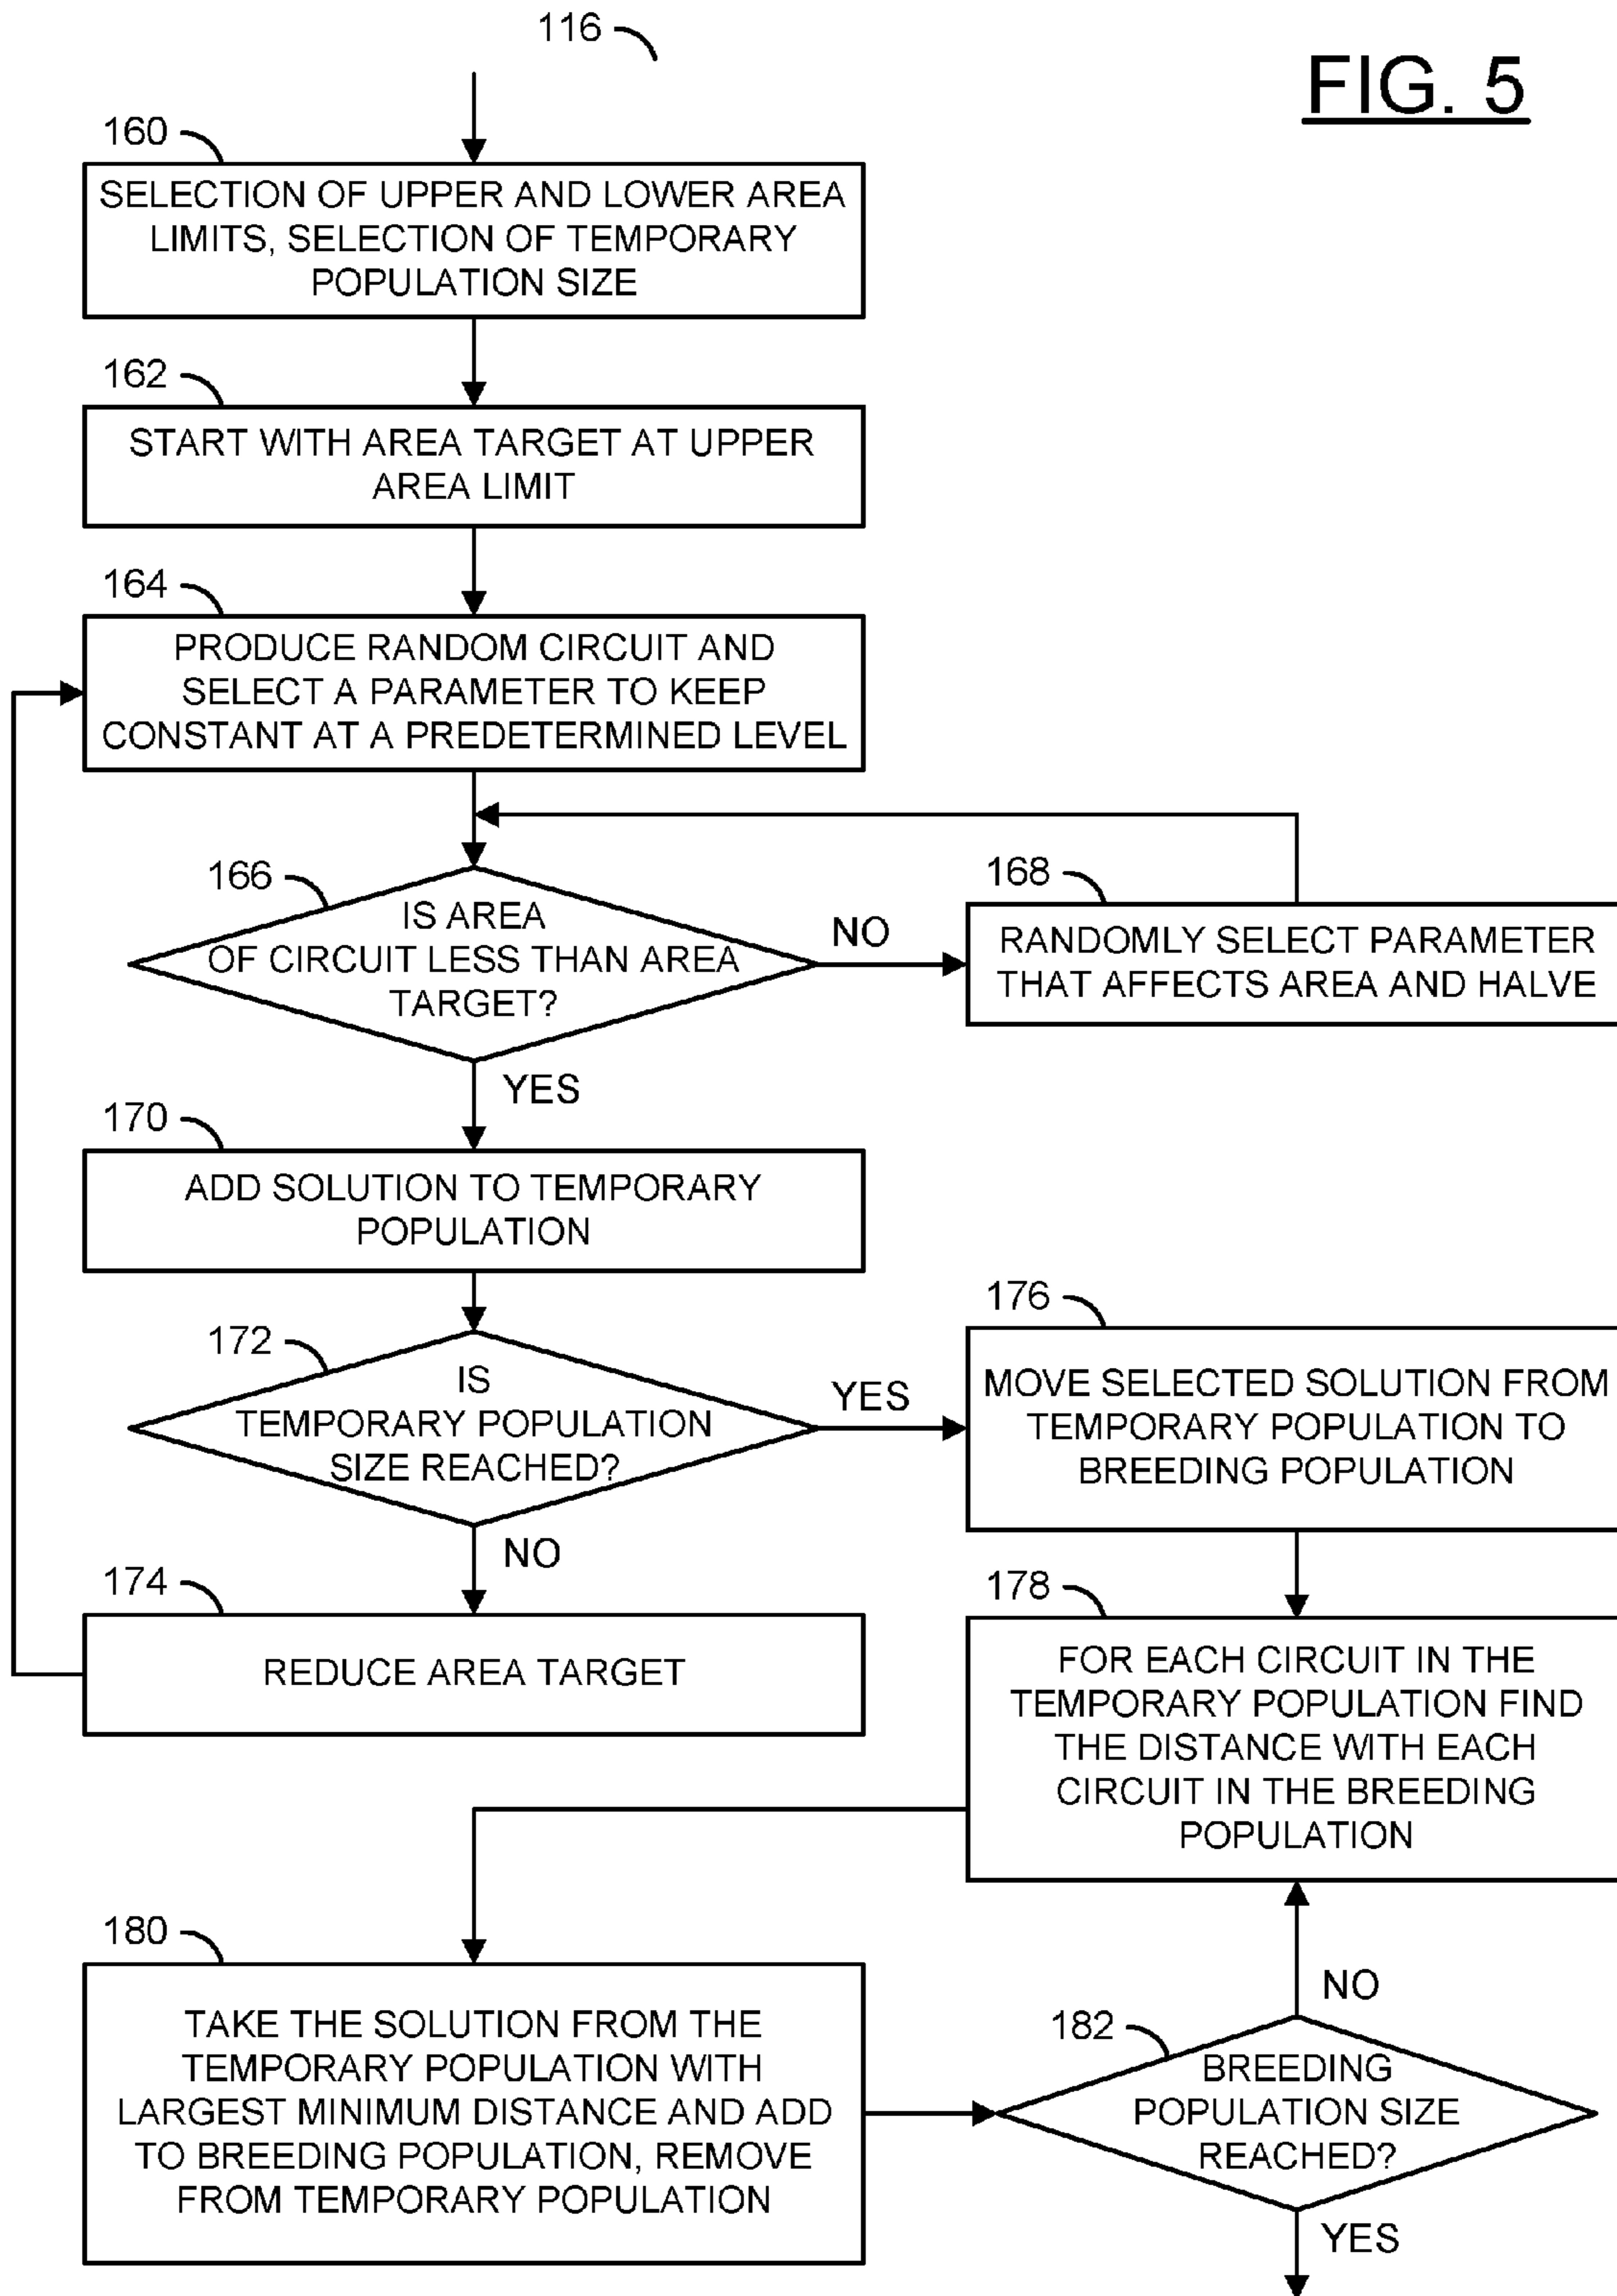 116
FIG. 5
160
SELECTION OF UPPER AND LOWER AREA
LIMITS, SELECTION OF TEMPORARY
POPULATION SIZE
162
START WITH AREA TARGET AT UPPER
AREA LIMIT
164
PRODUCE RANDOM CIRCUIT AND
SELECT A PARAMETER TO KEEP
CONSTANT AT A PREDETERMINED LEVEL
166
IS AREA
OF CIRCUIT LESS THAN AREA
TARGET?
NO
168
RANDOMLY SELECT PARAMETER
THAT AFFECTS AREA AND HALVE
YES
170
ADD SOLUTION TO TEMPORARY
POPULATION
172
IS
TEMPORARY POPULATION
SIZE REACHED?
YES
176
MOVE SELECTED SOLUTION FROM
TEMPORARY POPULATION TO
BREEDING POPULATION
NO
174
REDUCE AREA TARGET
178
FOR EACH CIRCUIT IN THE
TEMPORARY POPULATION FIND
THE DISTANCE WITH EACH
CIRCUIT IN THE BREEDING
POPULATION
180
TAKE THE SOLUTION FROM THE
TEMPORARY POPULATION WITH
LARGEST MINIMUM DISTANCE AND ADD
TO BREEDING POPULATION, REMOVE
FROM TEMPORARY POPULATION
NO
182
BREEDING
POPULATION SIZE
REACHED?
YES